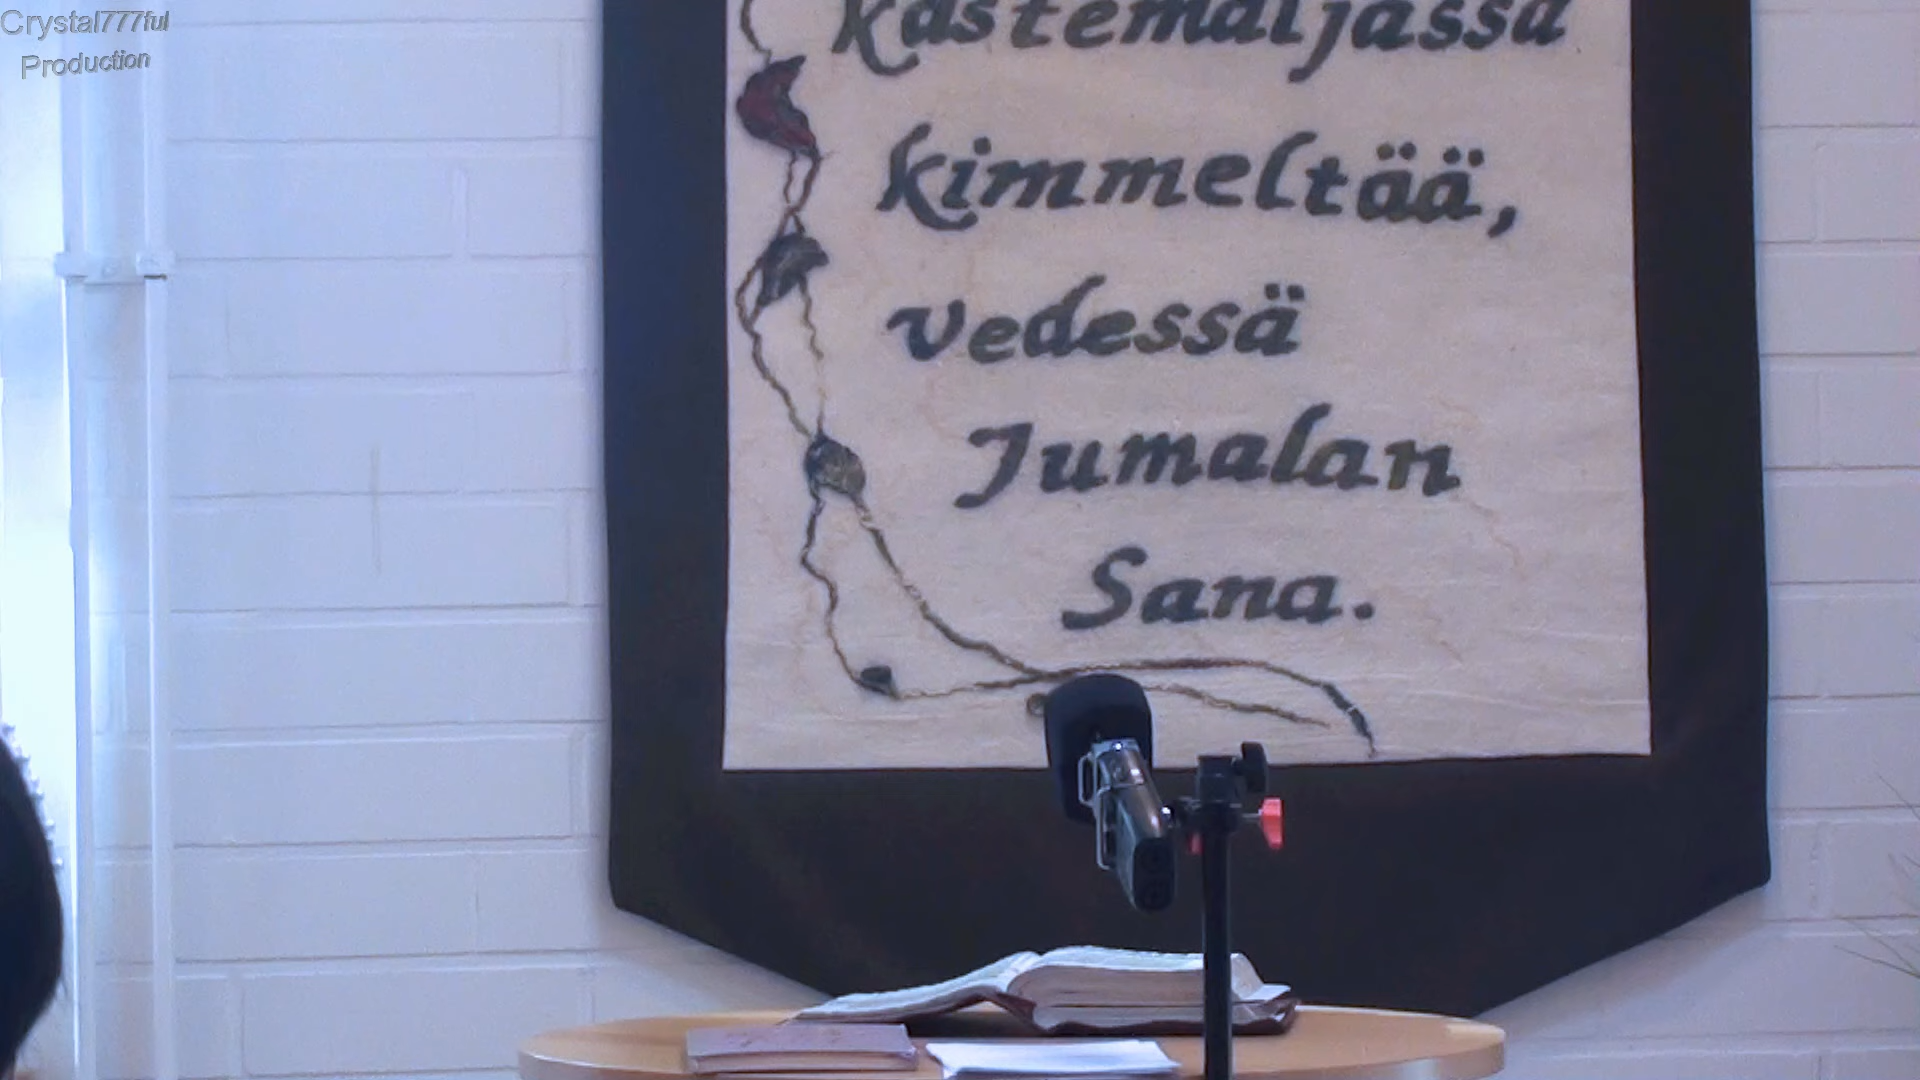 Crystal777ful
Production
kastemaljassa
kimmeltää,
vedessä
Jumalan
Sana.